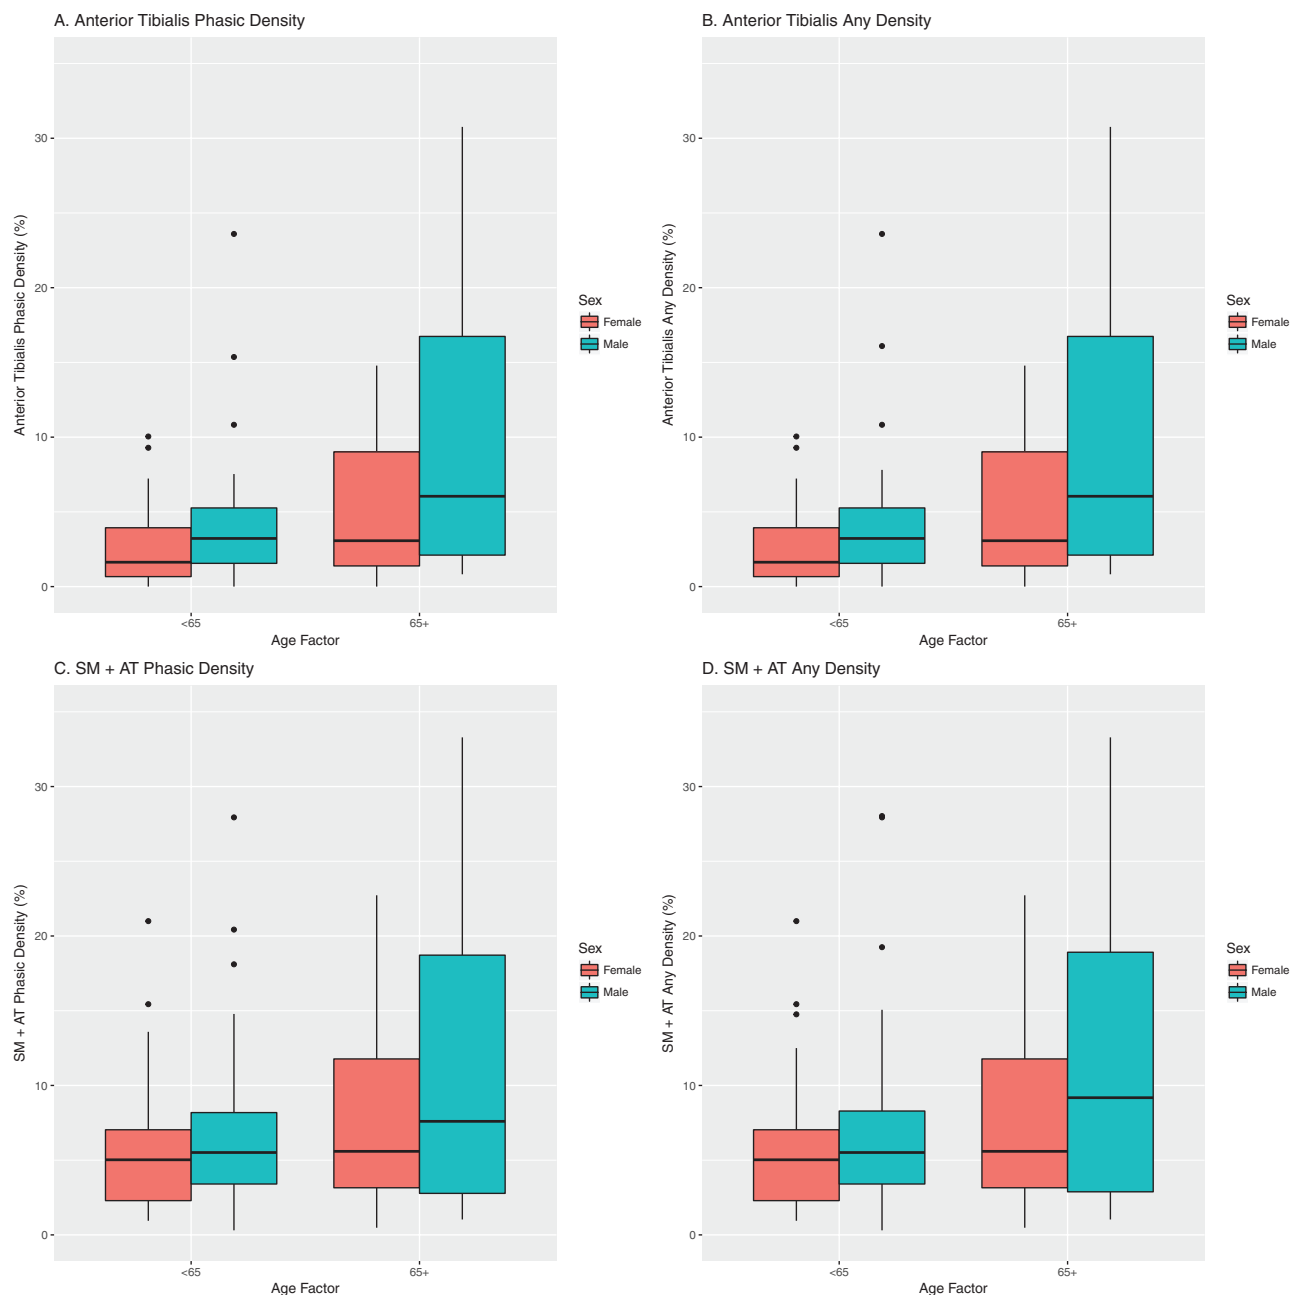 A. Anterior Tibialis Phasic Density
Anterior Tibialis Phasic Density (%)
30
20
10
0
<65
65+
Age Factor
Sex
Female
Male
B. Anterior Tibialis Any Density
Anterior Tibialis Any Density (%)
30
20
10
0
<65
65+
Age Factor
Sex
Female
Male
C. SM + AT Phasic Density
SM + AT Phasic Density (%)
30
20
10
0
<65
65+
Age Factor
Sex
Female
Male
D. SM + AT Any Density
SM + AT Any Density (%)
30
20
10
0
<65
65+
Age Factor
Sex
Female
Male